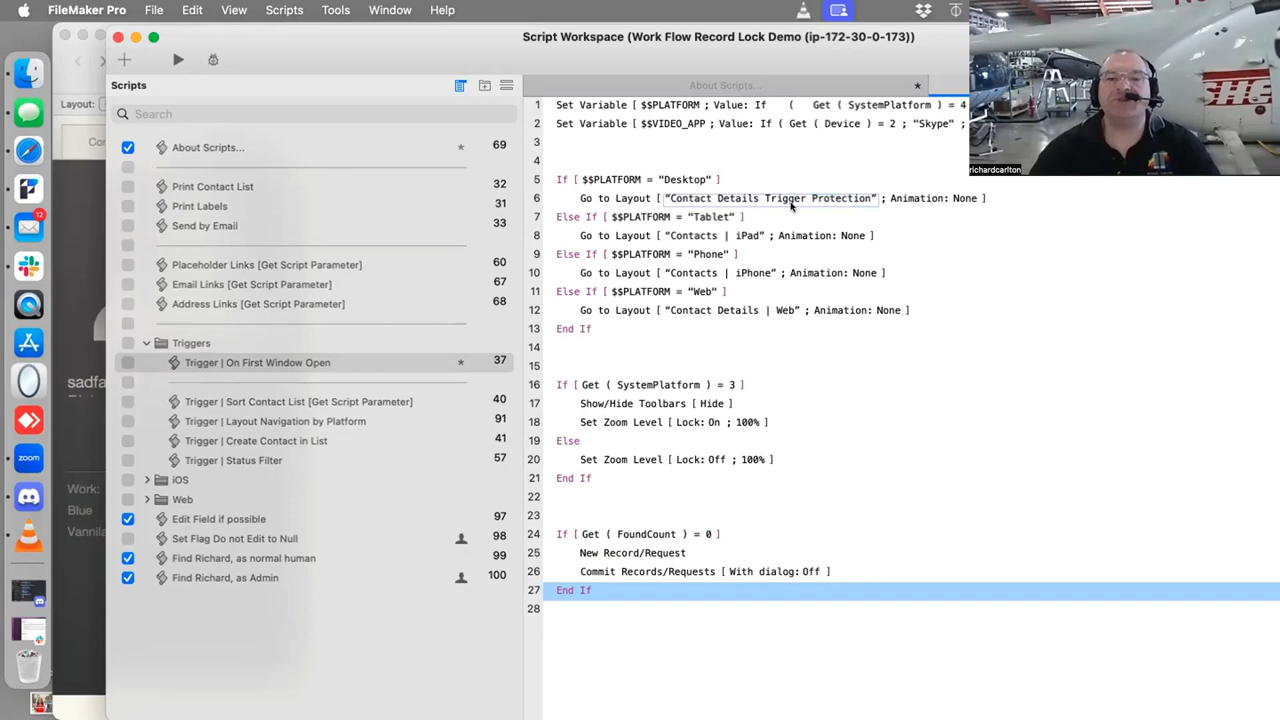 FileMaker Pro File Edit View Scripts Tools Window Help
Script Workspace (Work Flow Record Lock Demo (ip-172-30-0-173))
Scripts
Layout:
Search
About Scripts... * 69
Print Contact List 32
Print Labels 31
Send by Email 33
Placeholder Links [Get Script Parameter] 60
Email Links [Get Script Parameter] 67
Address Links [Get Script Parameter] 68
Triggers
Trigger | On First Window Open * 37
Trigger | Sort Contact List [Get Script Parameter] 40
Trigger | Layout Navigation by Platform 91
Trigger | Create Contact in List 41
Trigger | Status Filter 57
iOS
Web
Edit Field if possible 97
Set Flag Do not Edit to Null 98
Find Richard, as normal human 99
Find Richard, as Admin 100
12
zoom
sadfa
Work:
Blue
Vannila
About Scripts... *
1 Set Variable [ $$PLATFORM ; Value: If ( Get ( SystemPlatform ) = 4
2 Set Variable [ $$VIDEO_APP ; Value: If ( Get ( Device ) = 2 ; "Skype" ;
3
4
5 If [ $$PLATFORM = "Desktop" ]
6 Go to Layout [ “Contact Details Trigger Protection” ; Animation: None ]
7 Else If [ $$PLATFORM = "Tablet" ]
8 Go to Layout [ “Contacts | iPad” ; Animation: None ]
9 Else If [ $$PLATFORM = "Phone" ]
10 Go to Layout [ “Contacts | iPhone” ; Animation: None ]
11 Else If [ $$PLATFORM = "Web" ]
12 Go to Layout [ “Contact Details | Web” ; Animation: None ]
13 End If
14
15
16 If [ Get ( SystemPlatform ) = 3 ]
17 Show/Hide Toolbars [ Hide ]
18 Set Zoom Level [ Lock: On ; 100% ]
19 Else
20 Set Zoom Level [ Lock: Off ; 100% ]
21 End If
22
23
24 If [ Get ( FoundCount ) = 0 ]
25 New Record/Request
26 Commit Records/Requests [ With dialog: Off ]
27 End If
28
richardcarlton